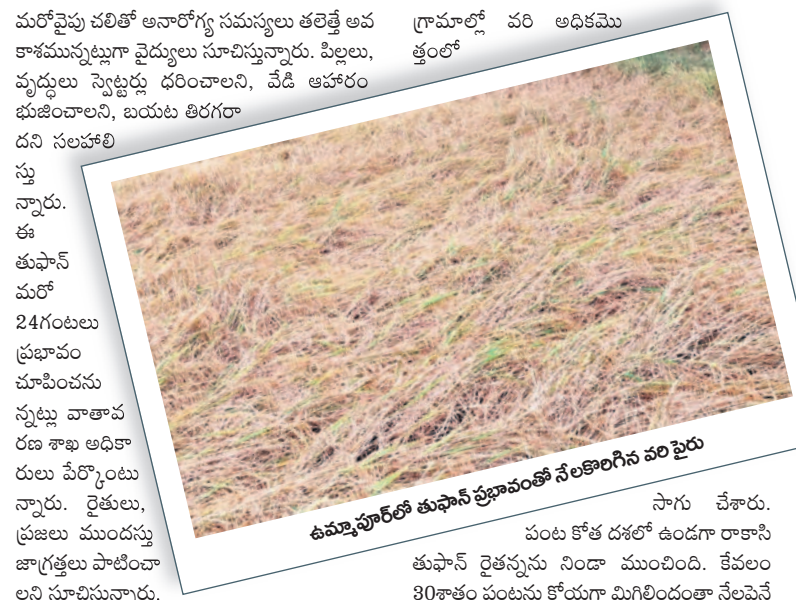 మరోవైపు చలితో అనారోగ్య సమస్యలు తలెత్తే అవ
కాశమున్నట్లుగా వైద్యులు సూచిస్తున్నారు. పిల్లలు,
వృద్ధులు స్వెట్టర్లు ధరించాలని, వేడి ఆహారం
భుజించాలని, బయట తిరగరా
దని సలహాలి
స్తు
న్నారు.
ఈ
తుఫాన్
మరో
24గంటలు
ప్రభావం
చూపించను
న్నట్లు వాతావ
రణ శాఖ అధికా
రులు పేర్కొంటు
న్నారు. రైతులు,
ప్రజలు ముందస్తు
జాగ్రత్తలు పాటించా
లని సూచిస్తున్నారు.
గ్రామాల్లో వరి అధికమొ
త్తంలో
ఉమ్మాపూర్‌లో తుఫాన్ ప్రభావంతో నేలకొరిగిన వరి పైరు
సాగు చేశారు.
పంట కోత దశలో ఉండగా రాకాసి
తుఫాన్ రైతన్నను నిండా ముంచింది. కేవలం
30శాతం పంటను కోయగా మిగిలిందంతా నేలపైనే